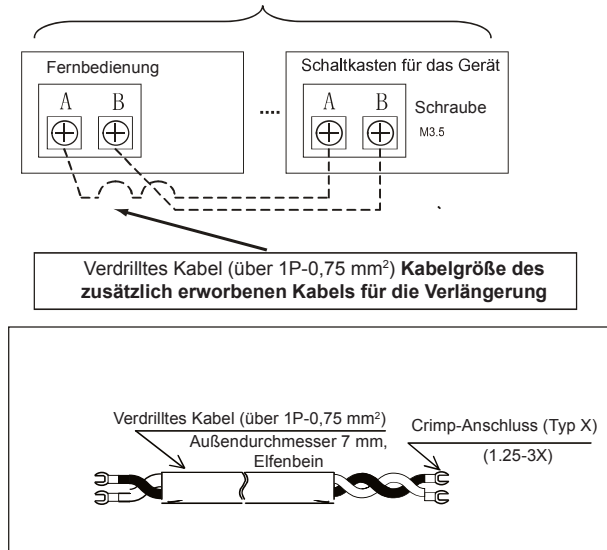 Fernbedienung
Schaltkasten für das Gerät
A B
....
A B
Schraube
M3.5
Verdrilltes Kabel (über 1P-0,75 mm²) Kabelgröße des
zusätzlich erworbenen Kabels für die Verlängerung
Verdrilltes Kabel (über 1P-0,75 mm²)
Außendurchmesser 7 mm,
Elfenbein
Crimp-Anschluss (Typ X)
(1.25-3X)